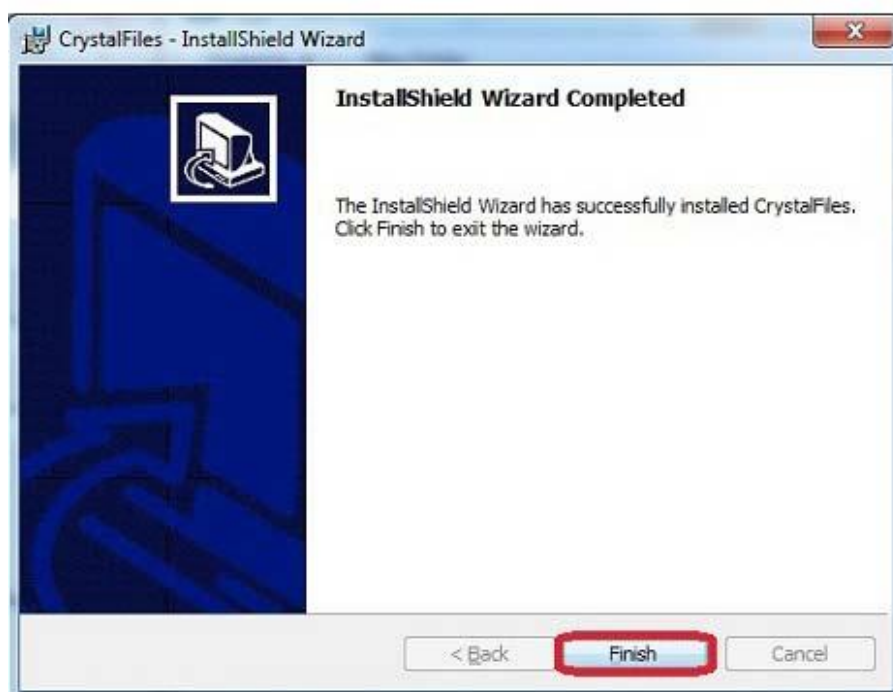 CrystalFiles - InstallShield Wizard
InstallShield Wizard Completed
The InstallShield Wizard has successfully installed CrystalFiles.
Click Finish to exit the wizard.
< Back
Finish
Cancel